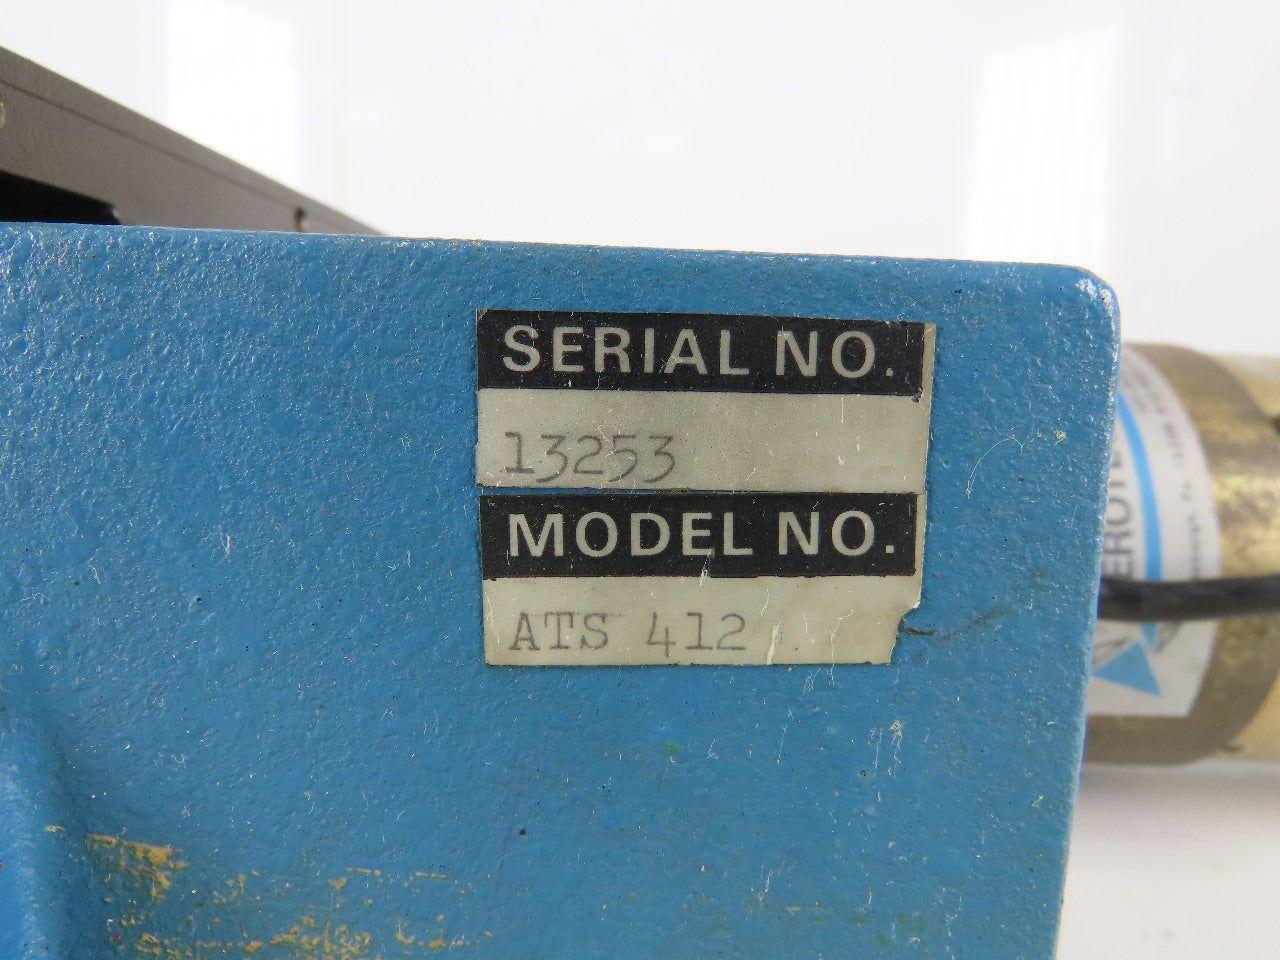 SERIAL NO.
13253
MODEL NO.
ATS 412